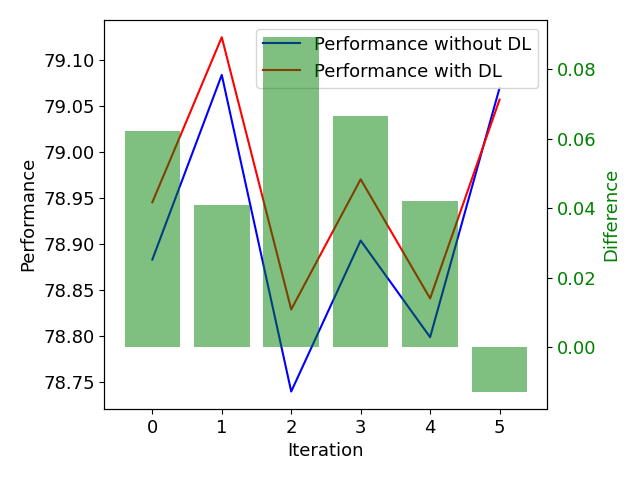 Performance without DL
Performance with DL
79.10
79.05
79.00
78.95
78.90
78.85
78.80
78.75
Performance
0.08
0.06
0.04
0.02
0.00
Difference
0 1 2 3 4 5
Iteration